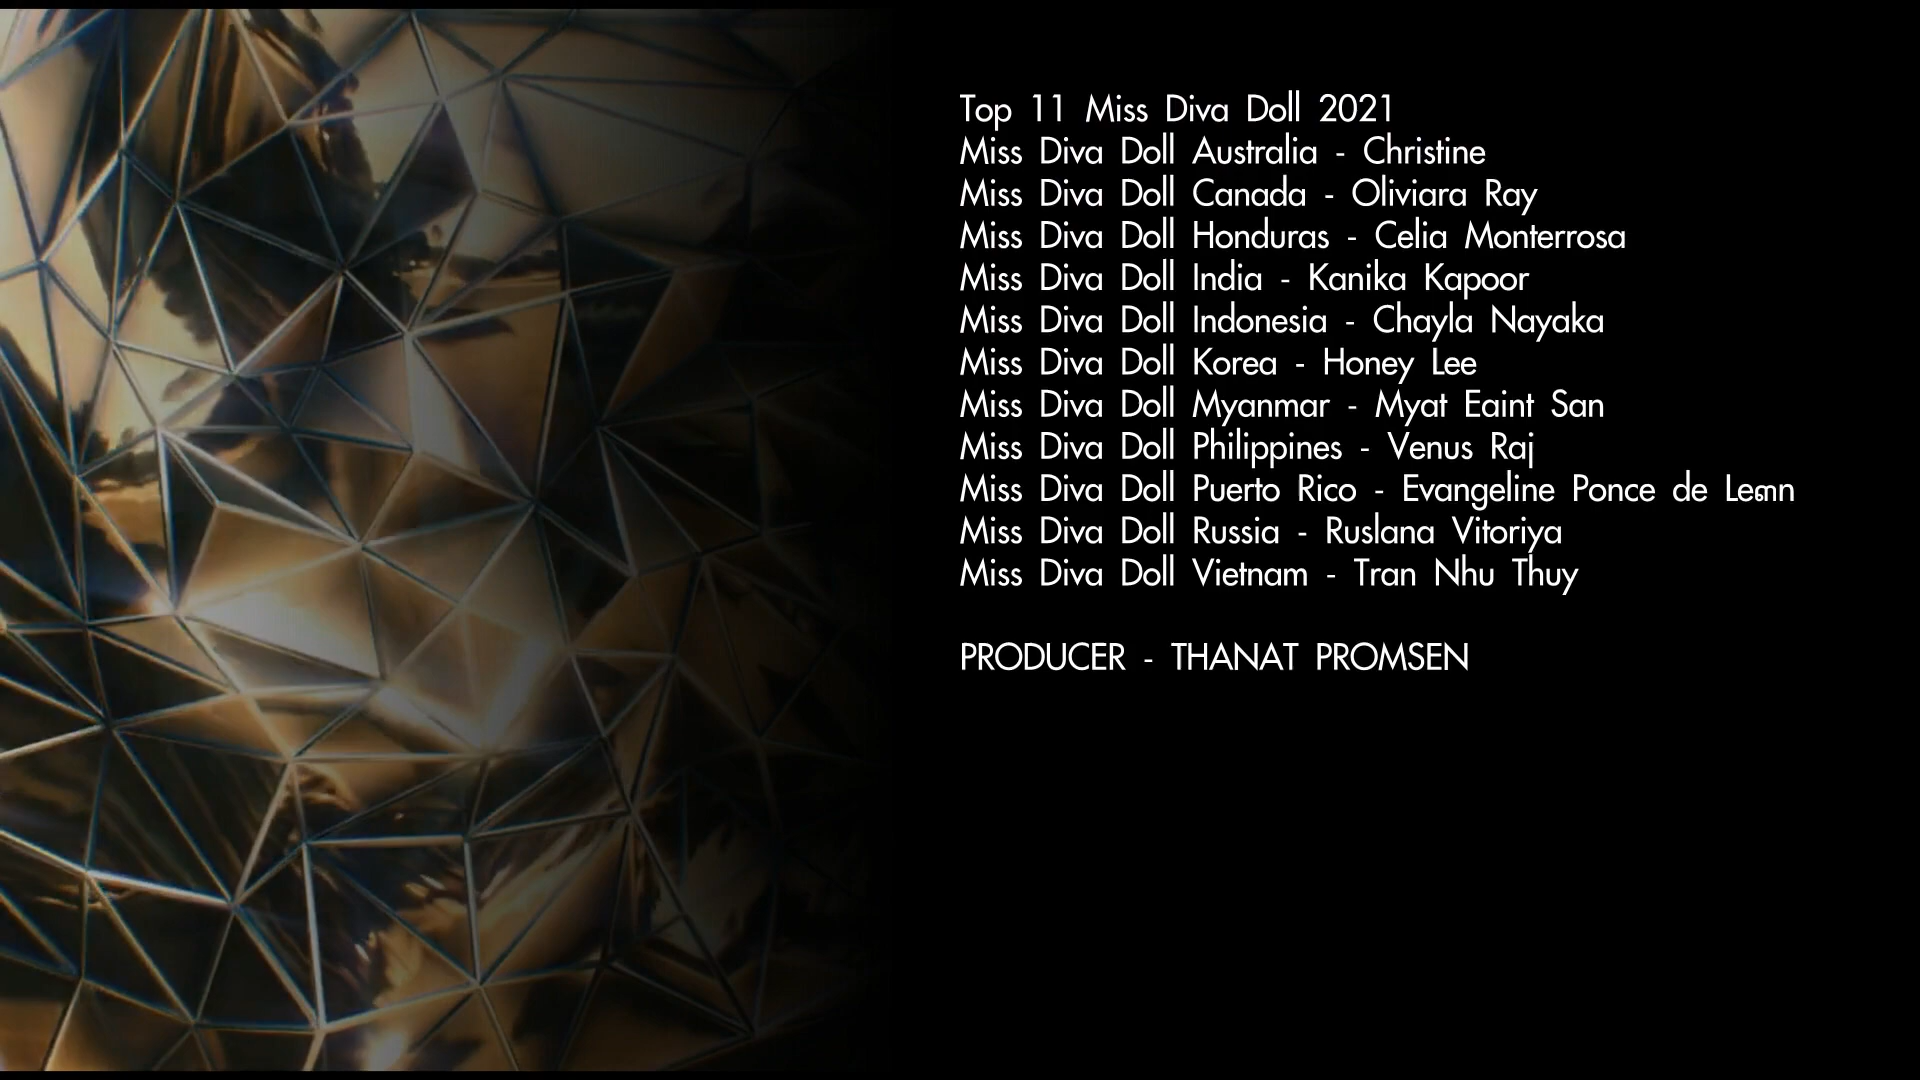 Top 11 Miss Diva Doll 2021
Miss Diva Doll Australia - Christine
Miss Diva Doll Canada - Oliviara Ray
Miss Diva Doll Honduras - Celia Monterrosa
Miss Diva Doll India - Kanika Kapoor
Miss Diva Doll Indonesia - Chayla Nayaka
Miss Diva Doll Korea - Honey Lee
Miss Diva Doll Myanmar - Myat Eaint San
Miss Diva Doll Philippines - Venus Raj
Miss Diva Doll Puerto Rico - Evangeline Ponce de Leสn
Miss Diva Doll Russia - Ruslana Vitoriya
Miss Diva Doll Vietnam - Tran Nhu Thuy
PRODUCER - THANAT PROMSEN